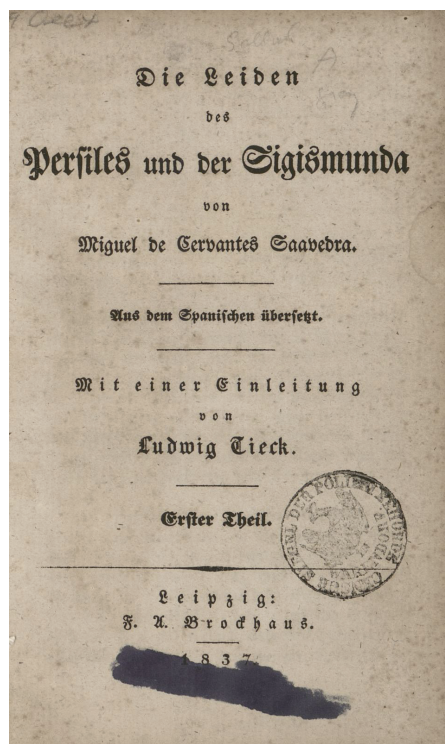 Die Leiden
des
Persiles und der Sigismunda
von
Miguel de Cervantes Saavedra.
Aus dem Spanischen übersetzt.
Mit einer Einleitung
von
Ludwig Tieck.
Erster Theil.
Leipzig:
F. A. Brockhaus.
1837.